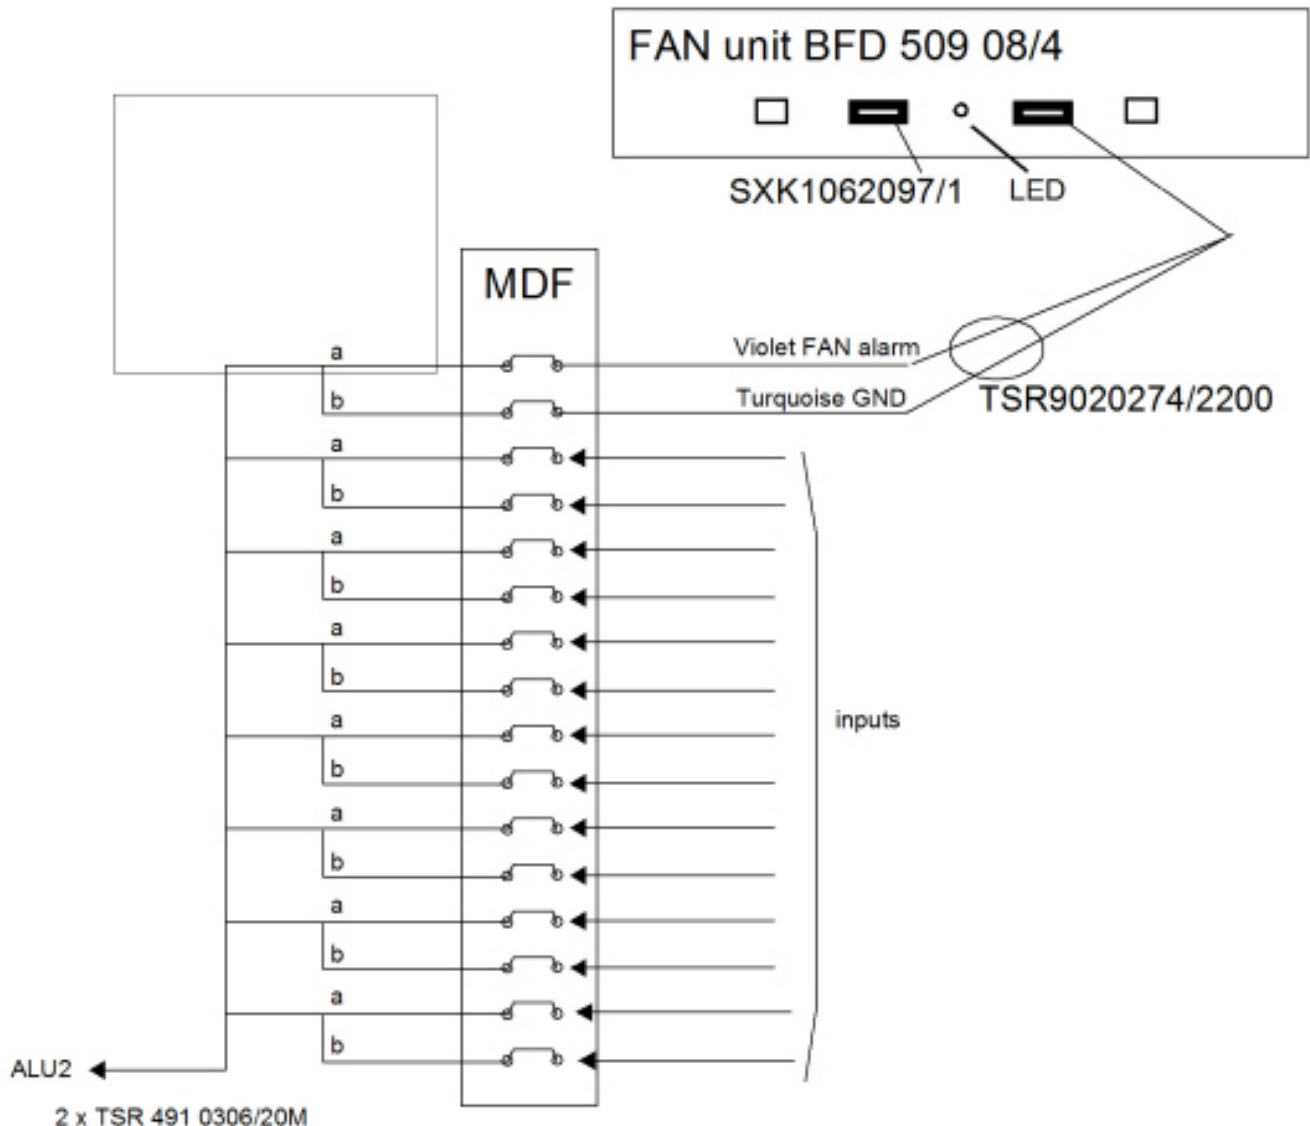 FAN unit BFD 509 08/4
SXK1062097/1
LED
MDF
a
Violet FAN alarm
b
Turquoise GND
TSR9020274/2200
a
b
a
b
a
b
a
inputs
b
a
b
a
b
a
b
ALU2
2 x TSR 491 0306/20M